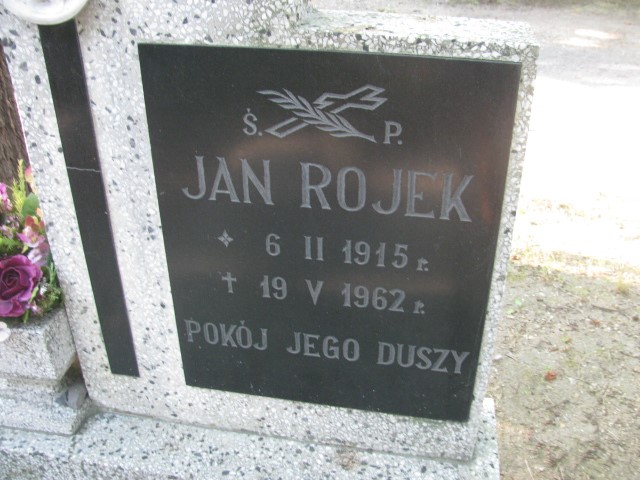 Ś. P.
JAN ROJEK
6 II 1915 r.
† 19 V 1962 r.
POKÓJ JEGO DUSZY